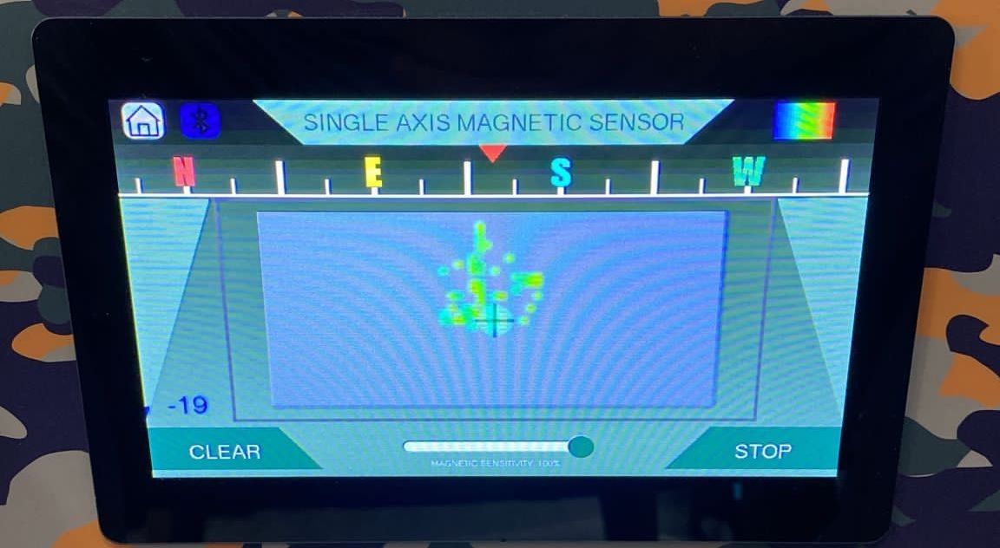 SINGLE AXIS MAGNETIC SENSOR
N E S W
-19
CLEAR
MAGNETIC SENSITIVITY 100%
STOP